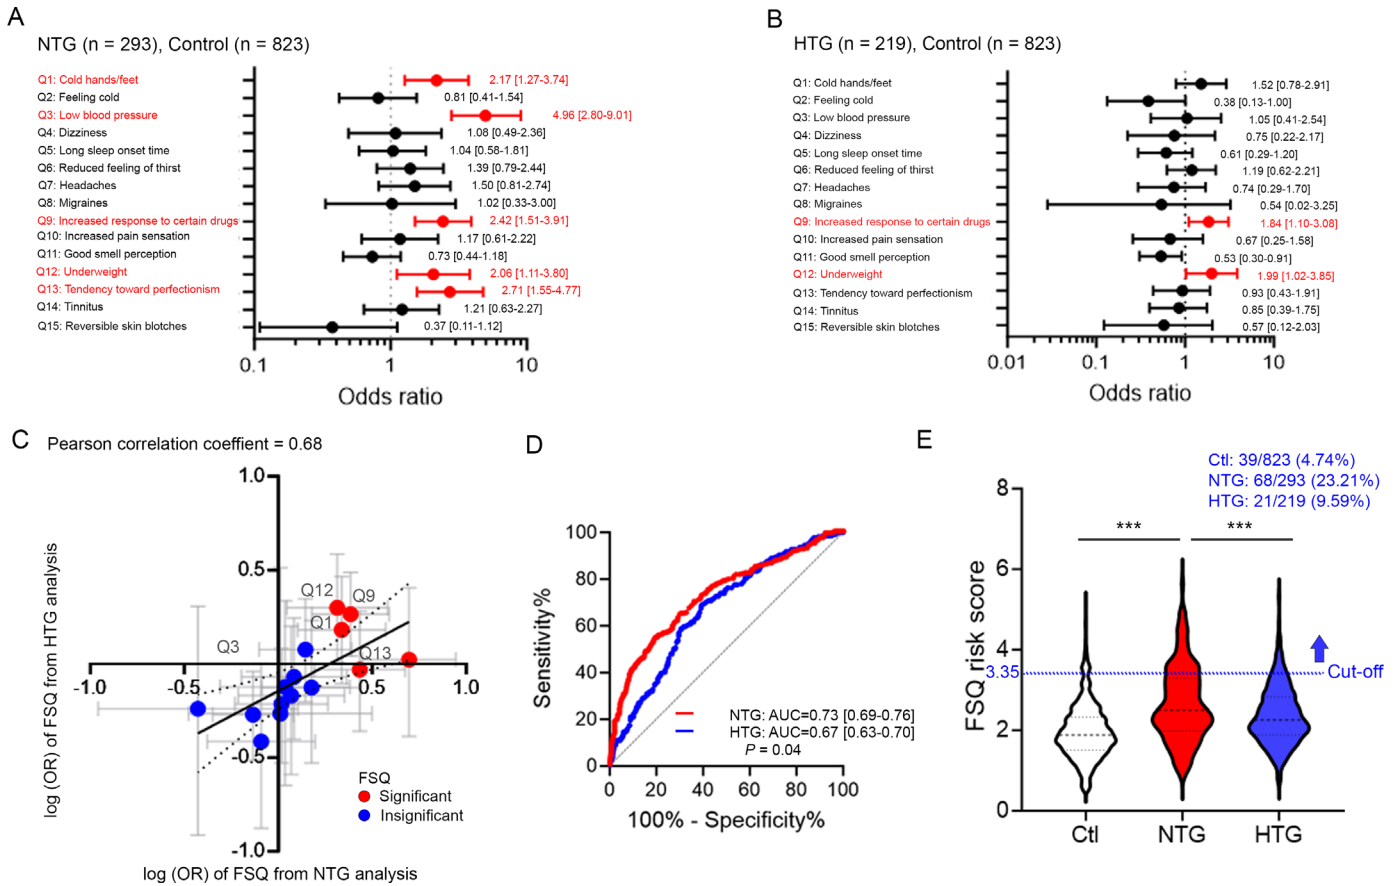 A
NTG (n = 293), Control (n = 823)
Q1: Cold hands/feet 2.17 [1.27-3.74]
Q2: Feeling cold 0.81 [0.41-1.54]
Q3: Low blood pressure 4.96 [2.80-9.01]
Q4: Dizziness 1.08 [0.49-2.36]
Q5: Long sleep onset time 1.04 [0.58-1.81]
Q6: Reduced feeling of thirst 1.39 [0.79-2.44]
Q7: Headaches 1.50 [0.81-2.74]
Q8: Migraines 1.02 [0.33-3.00]
Q9: Increased response to certain drugs 2.42 [1.51-3.91]
Q10: Increased pain sensation 1.17 [0.61-2.22]
Q11: Good smell perception 0.73 [0.44-1.18]
Q12: Underweight 2.06 [1.11-3.80]
Q13: Tendency toward perfectionism 2.71 [1.55-4.77]
Q14: Tinnitus 1.21 [0.63-2.27]
Q15: Reversible skin blotches 0.37 [0.11-1.12]
0.1 1 10
Odds ratio
B
HTG (n = 219), Control (n = 823)
Q1: Cold hands/feet 1.52 [0.78-2.91]
Q2: Feeling cold 0.38 [0.13-1.00]
Q3: Low blood pressure 1.05 [0.41-2.54]
Q4: Dizziness 0.75 [0.22-2.17]
Q5: Long sleep onset time 0.61 [0.29-1.20]
Q6: Reduced feeling of thirst 1.19 [0.62-2.21]
Q7: Headaches 0.74 [0.29-1.70]
Q8: Migraines 0.54 [0.02-3.25]
Q9: Increased response to certain drugs 1.84 [1.10-3.08]
Q10: Increased pain sensation 0.67 [0.25-1.58]
Q11: Good smell perception 0.53 [0.30-0.91]
Q12: Underweight 1.99 [1.02-3.85]
Q13: Tendency toward perfectionism 0.93 [0.43-1.91]
Q14: Tinnitus 0.85 [0.39-1.75]
Q15: Reversible skin blotches 0.57 [0.12-2.03]
0.01 0.1 1 10
Odds ratio
C
Pearson correlation coeffient = 0.68
log (OR) of FSQ from HTG analysis
1.0
0.5
Q12 Q9
Q1
Q3 Q13
-1.0 -0.5 0.5 1.0
-0.5
FSQ
Significant
Insignificant
-1.0
log (OR) of FSQ from NTG analysis
D
Sensitivity%
100
80
60
40
20
0
NTG: AUC=0.73 [0.69-0.76]
HTG: AUC=0.67 [0.63-0.70]
P = 0.04
0 20 40 60 80 100
100% - Specificity%
E
Ctl: 39/823 (4.74%)
NTG: 68/293 (23.21%)
HTG: 21/219 (9.59%)
FSQ risk score
8
*** ***
6
4
3.35 Cut-off
2
0
Ctl NTG HTG